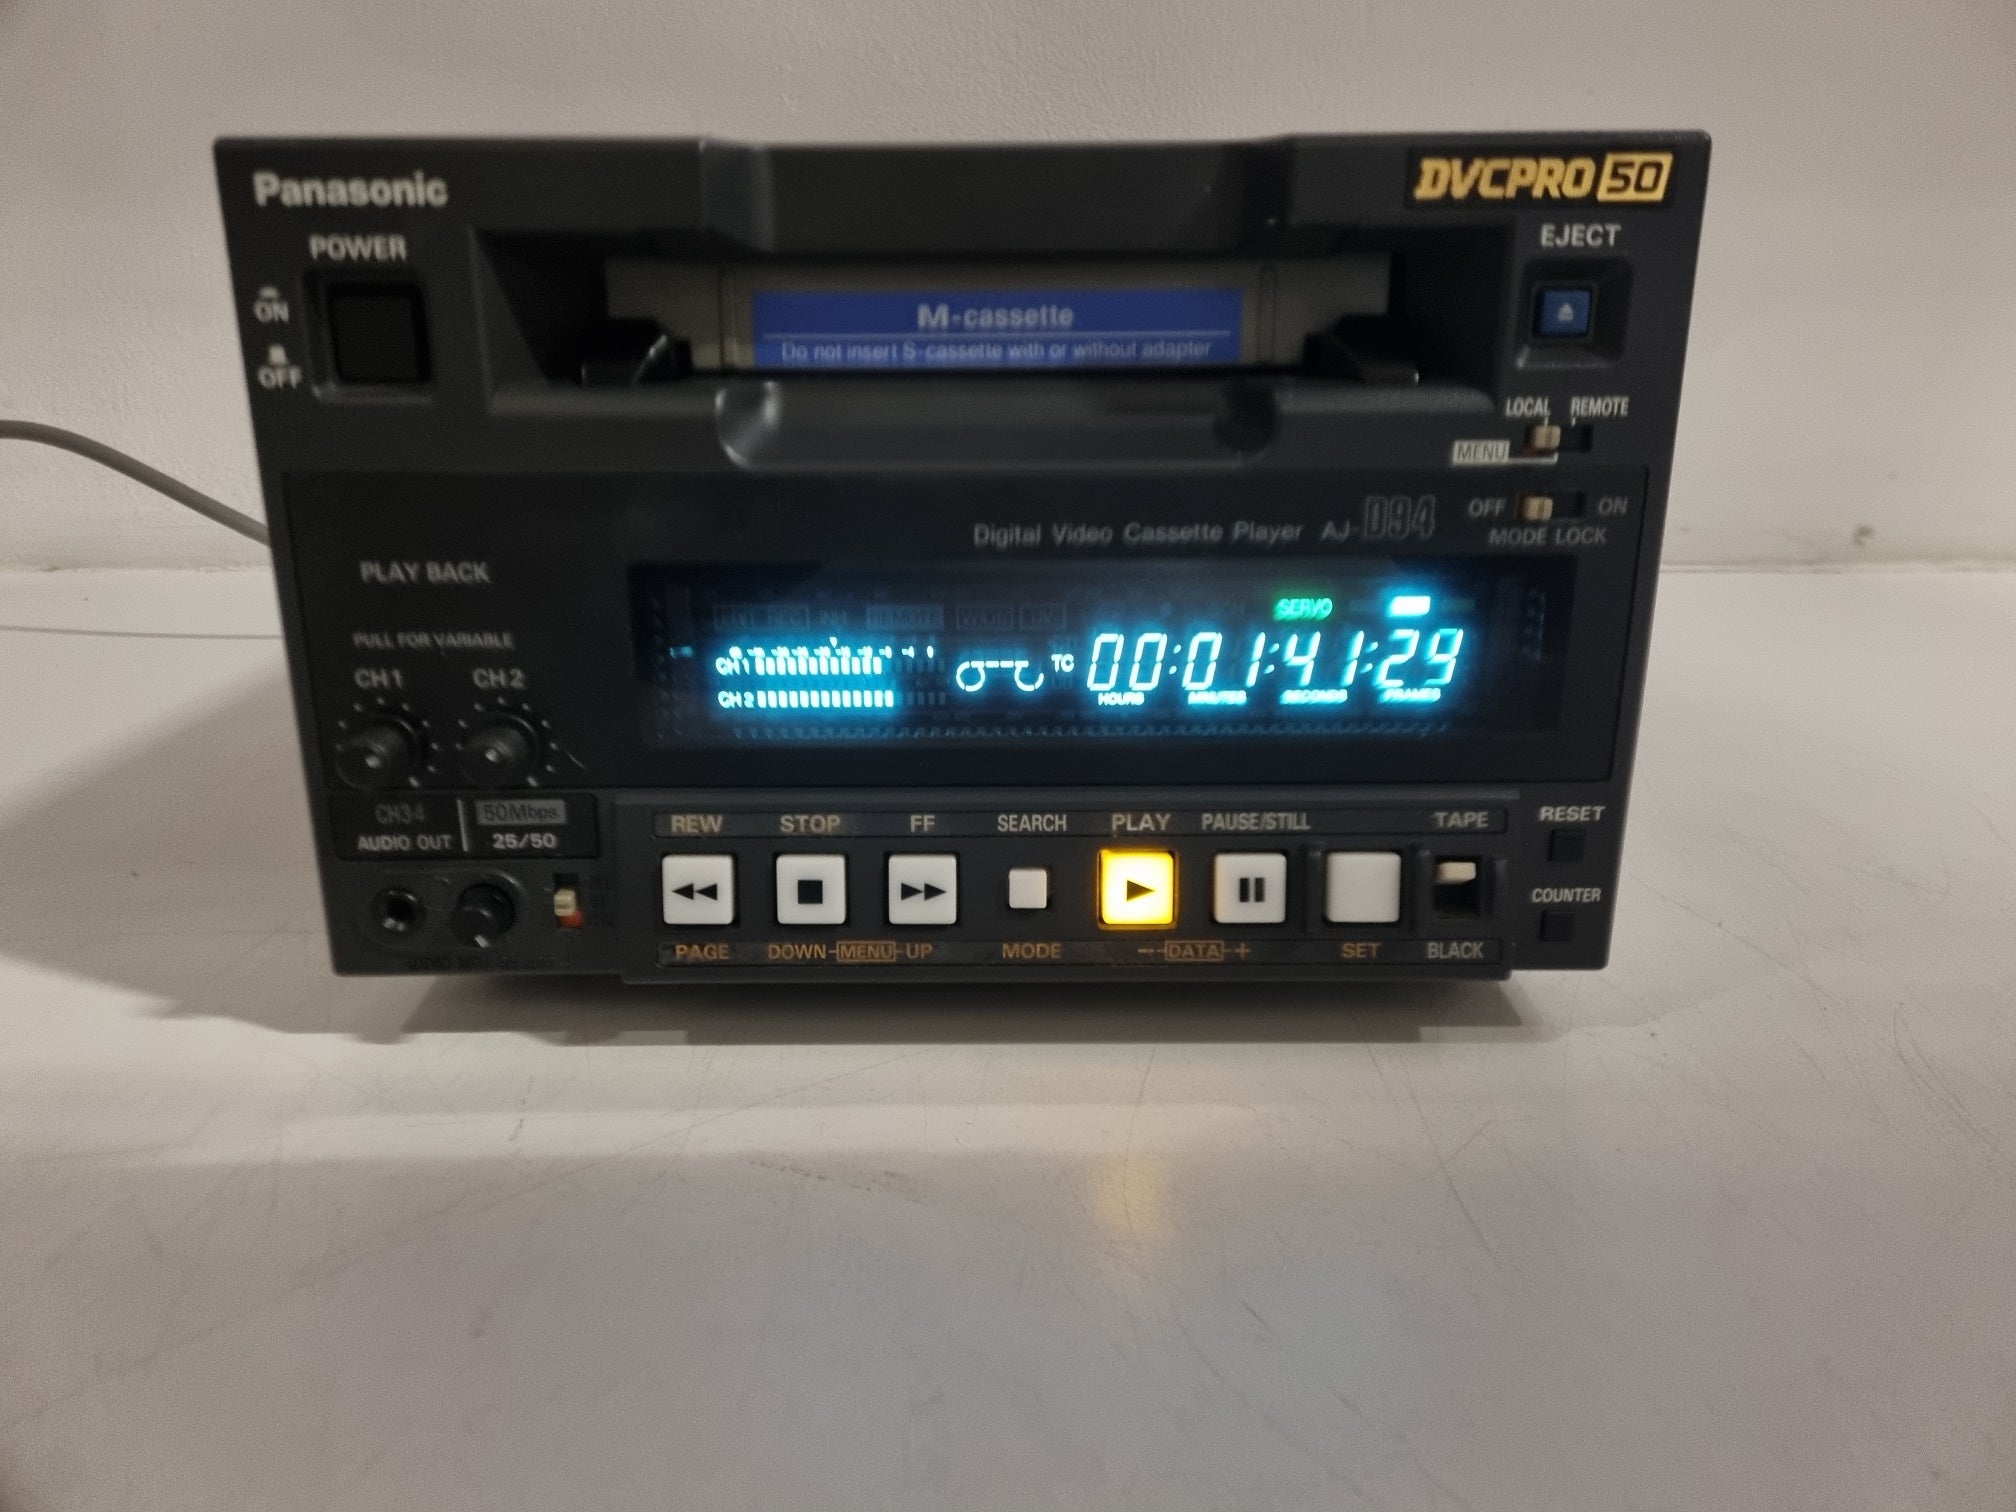 Panasonic
DVCPRO 50
POWER
EJECT
ON
OFF
M-cassette
Do not insert S-cassette with or without adapter
LOCAL REMOTE
MENU
OFF ON
MODE LOCK
Digital Video Cassette Player AJ-D94
PLAY BACK
PULL FOR VARIABLE
CH1 CH2
SERVO
CH1
CH2
TC 00:01:41:29
HOURS MINUTES SECONDS FRAMES
CH34 50Mbps
AUDIO OUT 25/50
REW STOP FF SEARCH PLAY PAUSE/STILL TAPE
RESET
COUNTER
PAGE DOWN-MENU-UP MODE - DATA + SET BLACK